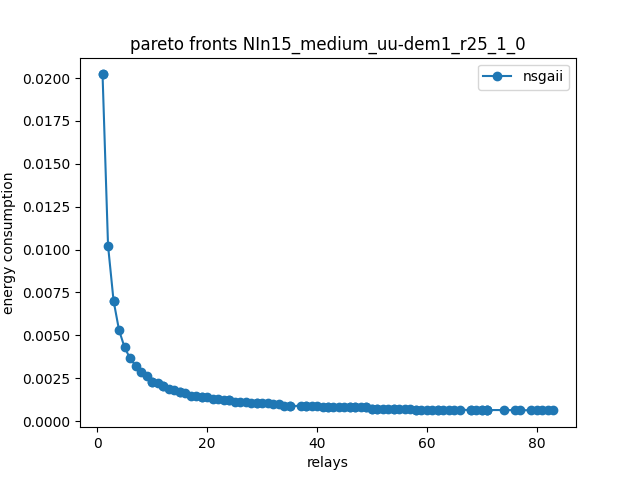 pareto fronts NIn15_medium_uu-dem1_r25_1_0
nsgaii
energy consumption
0.0200
0.0175
0.0150
0.0125
0.0100
0.0075
0.0050
0.0025
0.0000
0 20 40 60 80
relays